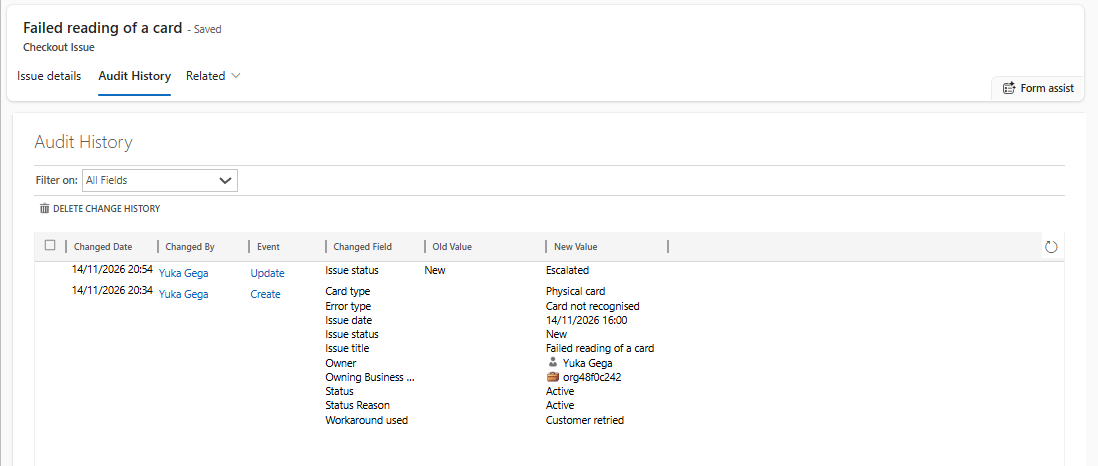 Failed reading of a card - Saved
Checkout Issue
Issue details Audit History Related
Form assist
Audit History
Filter on: All Fields
DELETE CHANGE HISTORY
Changed Date Changed By Event Changed Field Old Value New Value
14/11/2026 20:54 Yuka Gega Update Issue status New Escalated
14/11/2026 20:34 Yuka Gega Create Card type Physical card
Error type Card not recognised
Issue date 14/11/2026 16:00
Issue status New
Issue title Failed reading of a card
Owner Yuka Gega
Owning Business ... org48f0c242
Status Active
Status Reason Active
Workaround used Customer retried